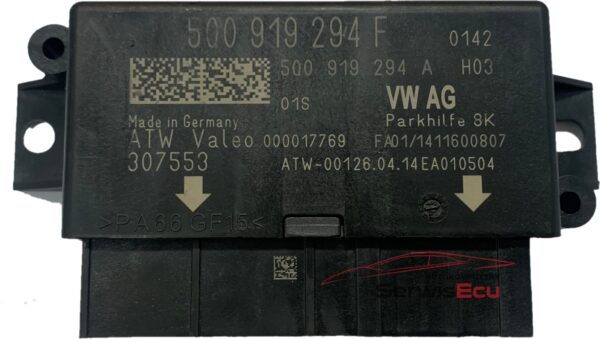 5Q0 919 294 F 0142
5Q0 919 294 A H03
01S VW AG
Made in Germany Parkhilfe 8K
ATW Valeo 000017769 FA01/1411600807
307553 ATW-00126.04.14EA010504
>PA66 GF15<
SerwisEcu